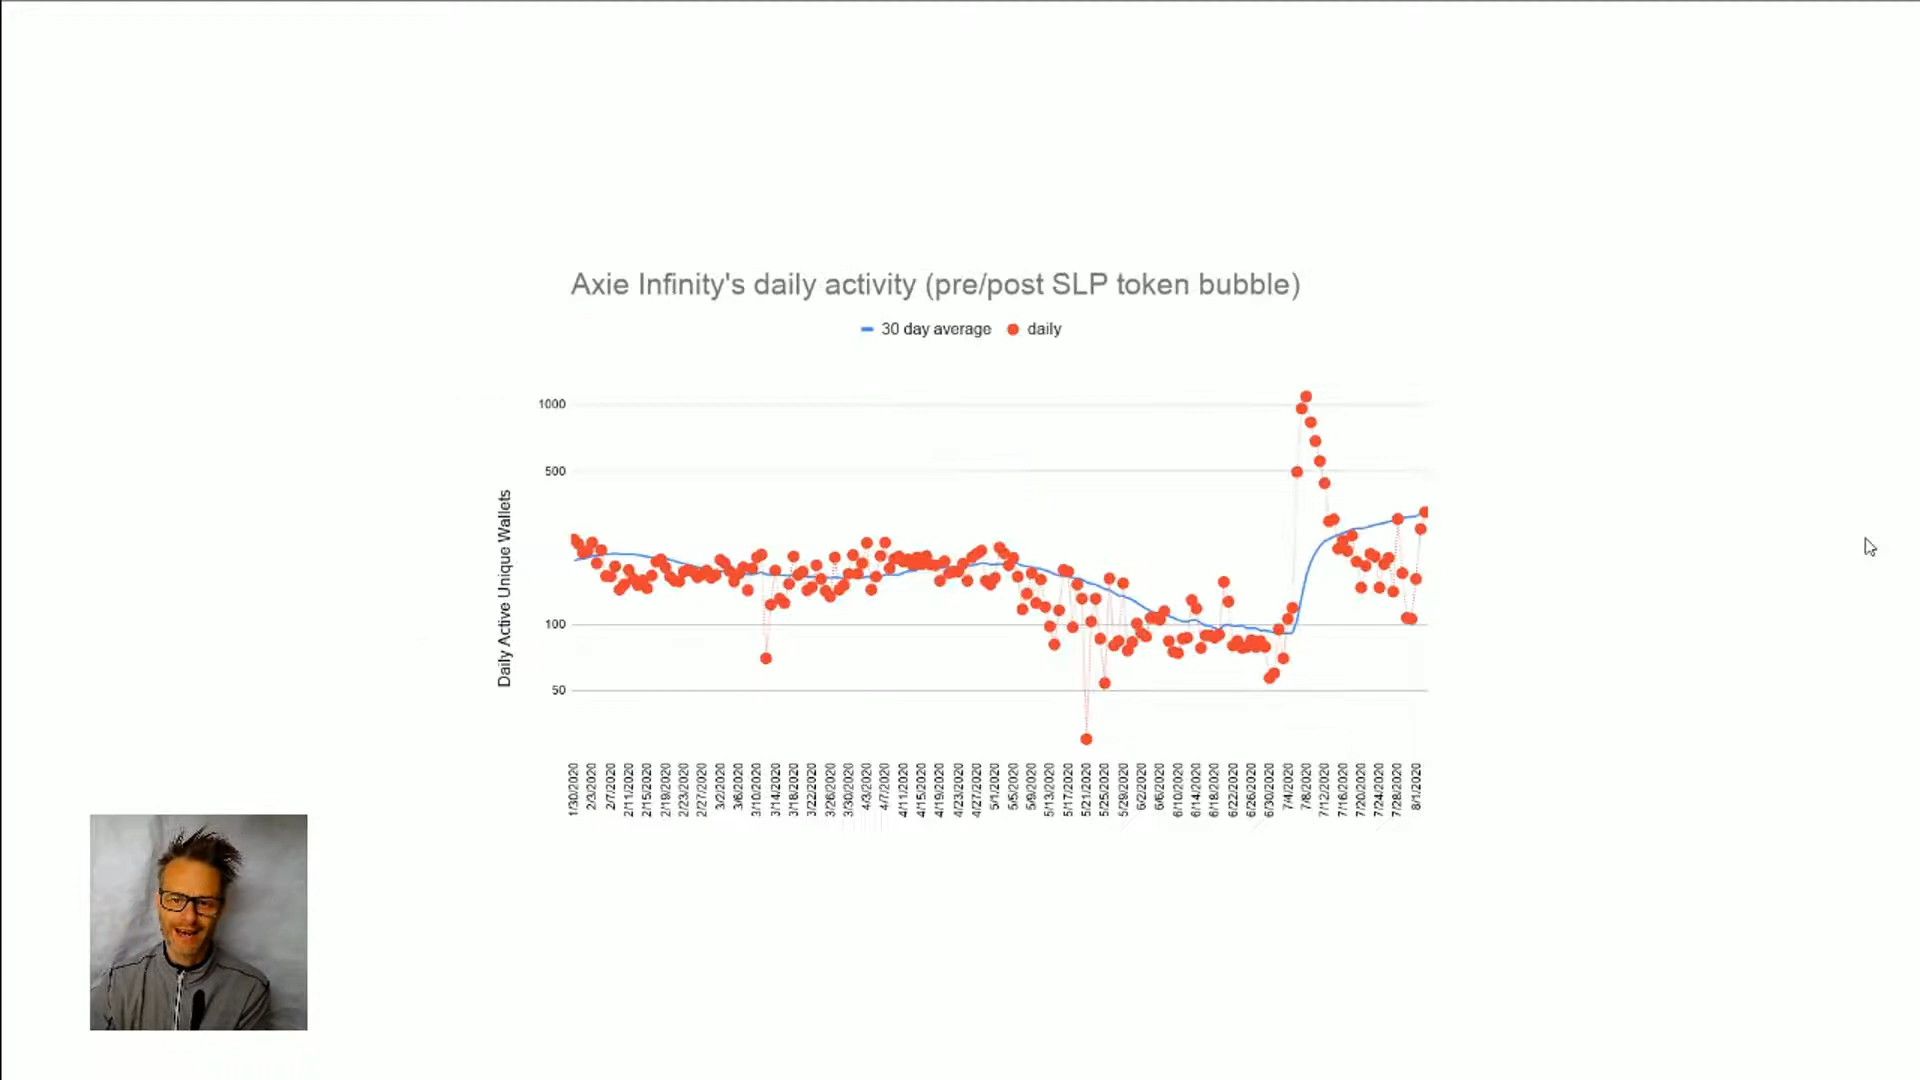 Axie Infinity's daily activity (pre/post SLP token bubble)
30 day average daily
1000
500
100
50
Daily Active Unique Wallets
1/30/2020 2/3/2020 2/7/2020 2/11/2020 2/15/2020 2/19/2020 2/23/2020 2/27/2020 3/2/2020 3/6/2020 3/10/2020 3/14/2020 3/18/2020 3/22/2020 3/26/2020 3/30/2020 4/3/2020 4/7/2020 4/11/2020 4/15/2020 4/19/2020 4/23/2020 4/27/2020 5/1/2020 5/5/2020 5/9/2020 5/13/2020 5/17/2020 5/21/2020 5/25/2020 5/29/2020 6/2/2020 6/6/2020 6/10/2020 6/14/2020 6/18/2020 6/22/2020 6/26/2020 6/30/2020 7/4/2020 7/8/2020 7/12/2020 7/16/2020 7/20/2020 7/24/2020 7/28/2020 8/1/2020